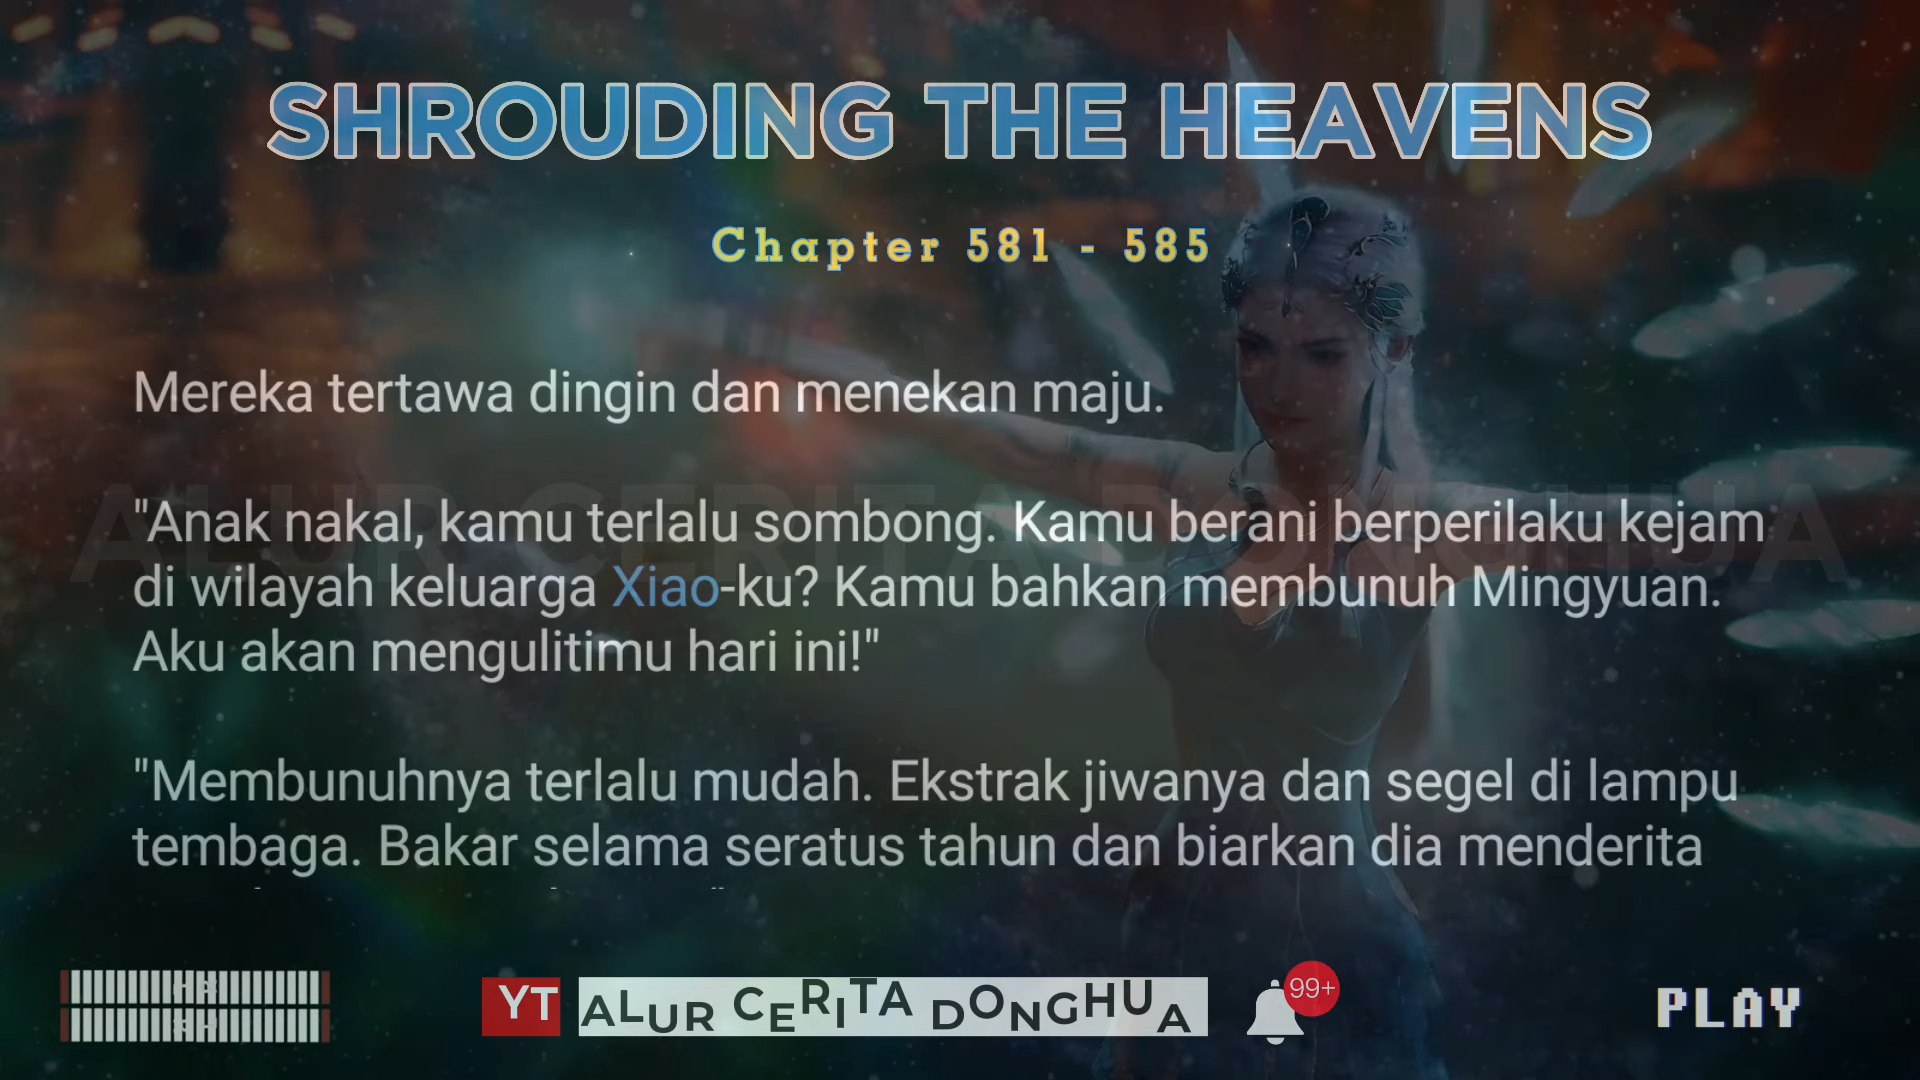 SHROUDING THE HEAVENS
Chapter 581 - 585
Mereka tertawa dingin dan menekan maju.
ALUR CERITA DONGHUA
"Anak nakal, kamu terlalu sombong. Kamu berani berperilaku kejam
di wilayah keluarga Xiao-ku? Kamu bahkan membunuh Mingyuan.
Aku akan mengulitimu hari ini!"
"Membunuhnya terlalu mudah. Ekstrak jiwanya dan segel di lampu
tembaga. Bakar selama seratus tahun dan biarkan dia menderita
YT ALUR CERITA DONGHUA 99+
PLAY